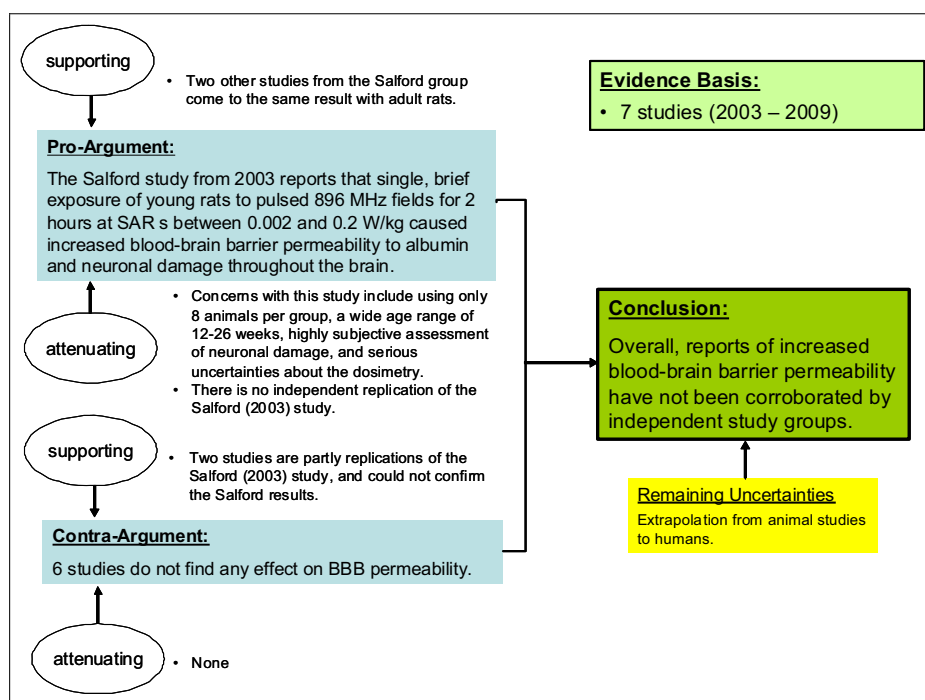 supporting
• Two other studies from the Salford group
come to the same result with adult rats.
Evidence Basis:
• 7 studies (2003 – 2009)
Pro-Argument:
The Salford study from 2003 reports that single, brief
exposure of young rats to pulsed 896 MHz fields for 2
hours at SAR s between 0.002 and 0.2 W/kg caused
increased blood-brain barrier permeability to albumin
and neuronal damage throughout the brain.
attenuating
• Concerns with this study include using only
8 animals per group, a wide age range of
12-26 weeks, highly subjective assessment
of neuronal damage, and serious
uncertainties about the dosimetry.
• There is no independent replication of the
Salford (2003) study.
Conclusion:
Overall, reports of increased
blood-brain barrier permeability
have not been corroborated by
independent study groups.
supporting
• Two studies are partly replications of the
Salford (2003) study, and could not confirm
the Salford results.
Remaining Uncertainties
Extrapolation from animal studies
to humans.
Contra-Argument:
6 studies do not find any effect on BBB permeability.
attenuating
• None